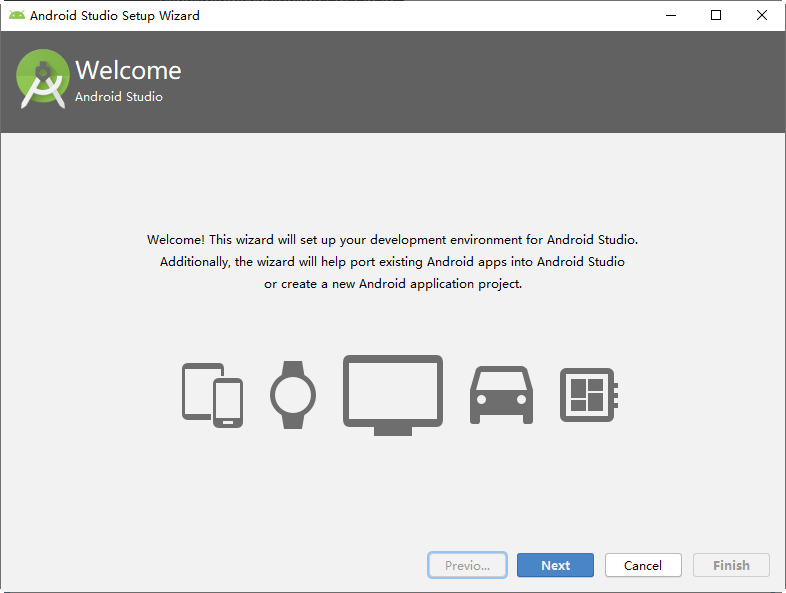 Android Studio Setup Wizard
Welcome
Android Studio
Welcome! This wizard will set up your development environment for Android Studio.
Additionally, the wizard will help port existing Android apps into Android Studio
or create a new Android application project.
Previo... Next Cancel Finish